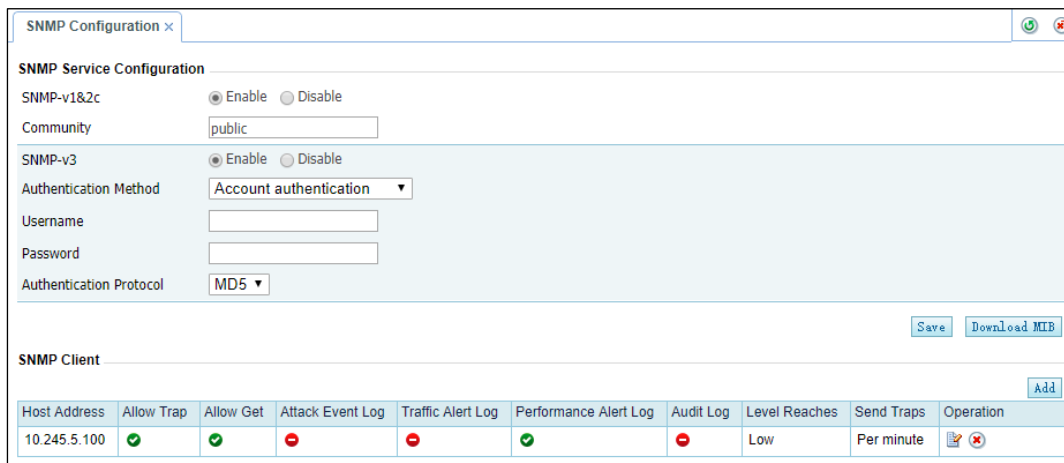 SNMP Configuration ×
SNMP Service Configuration
SNMP-v1&2c Enable Disable
Community public
SNMP-v3 Enable Disable
Authentication Method Account authentication
Username
Password
Authentication Protocol MD5
Save Download MIB
SNMP Client
Add
Host Address Allow Trap Allow Get Attack Event Log Traffic Alert Log Performance Alert Log Audit Log Level Reaches Send Traps Operation
10.245.5.100 Low Per minute